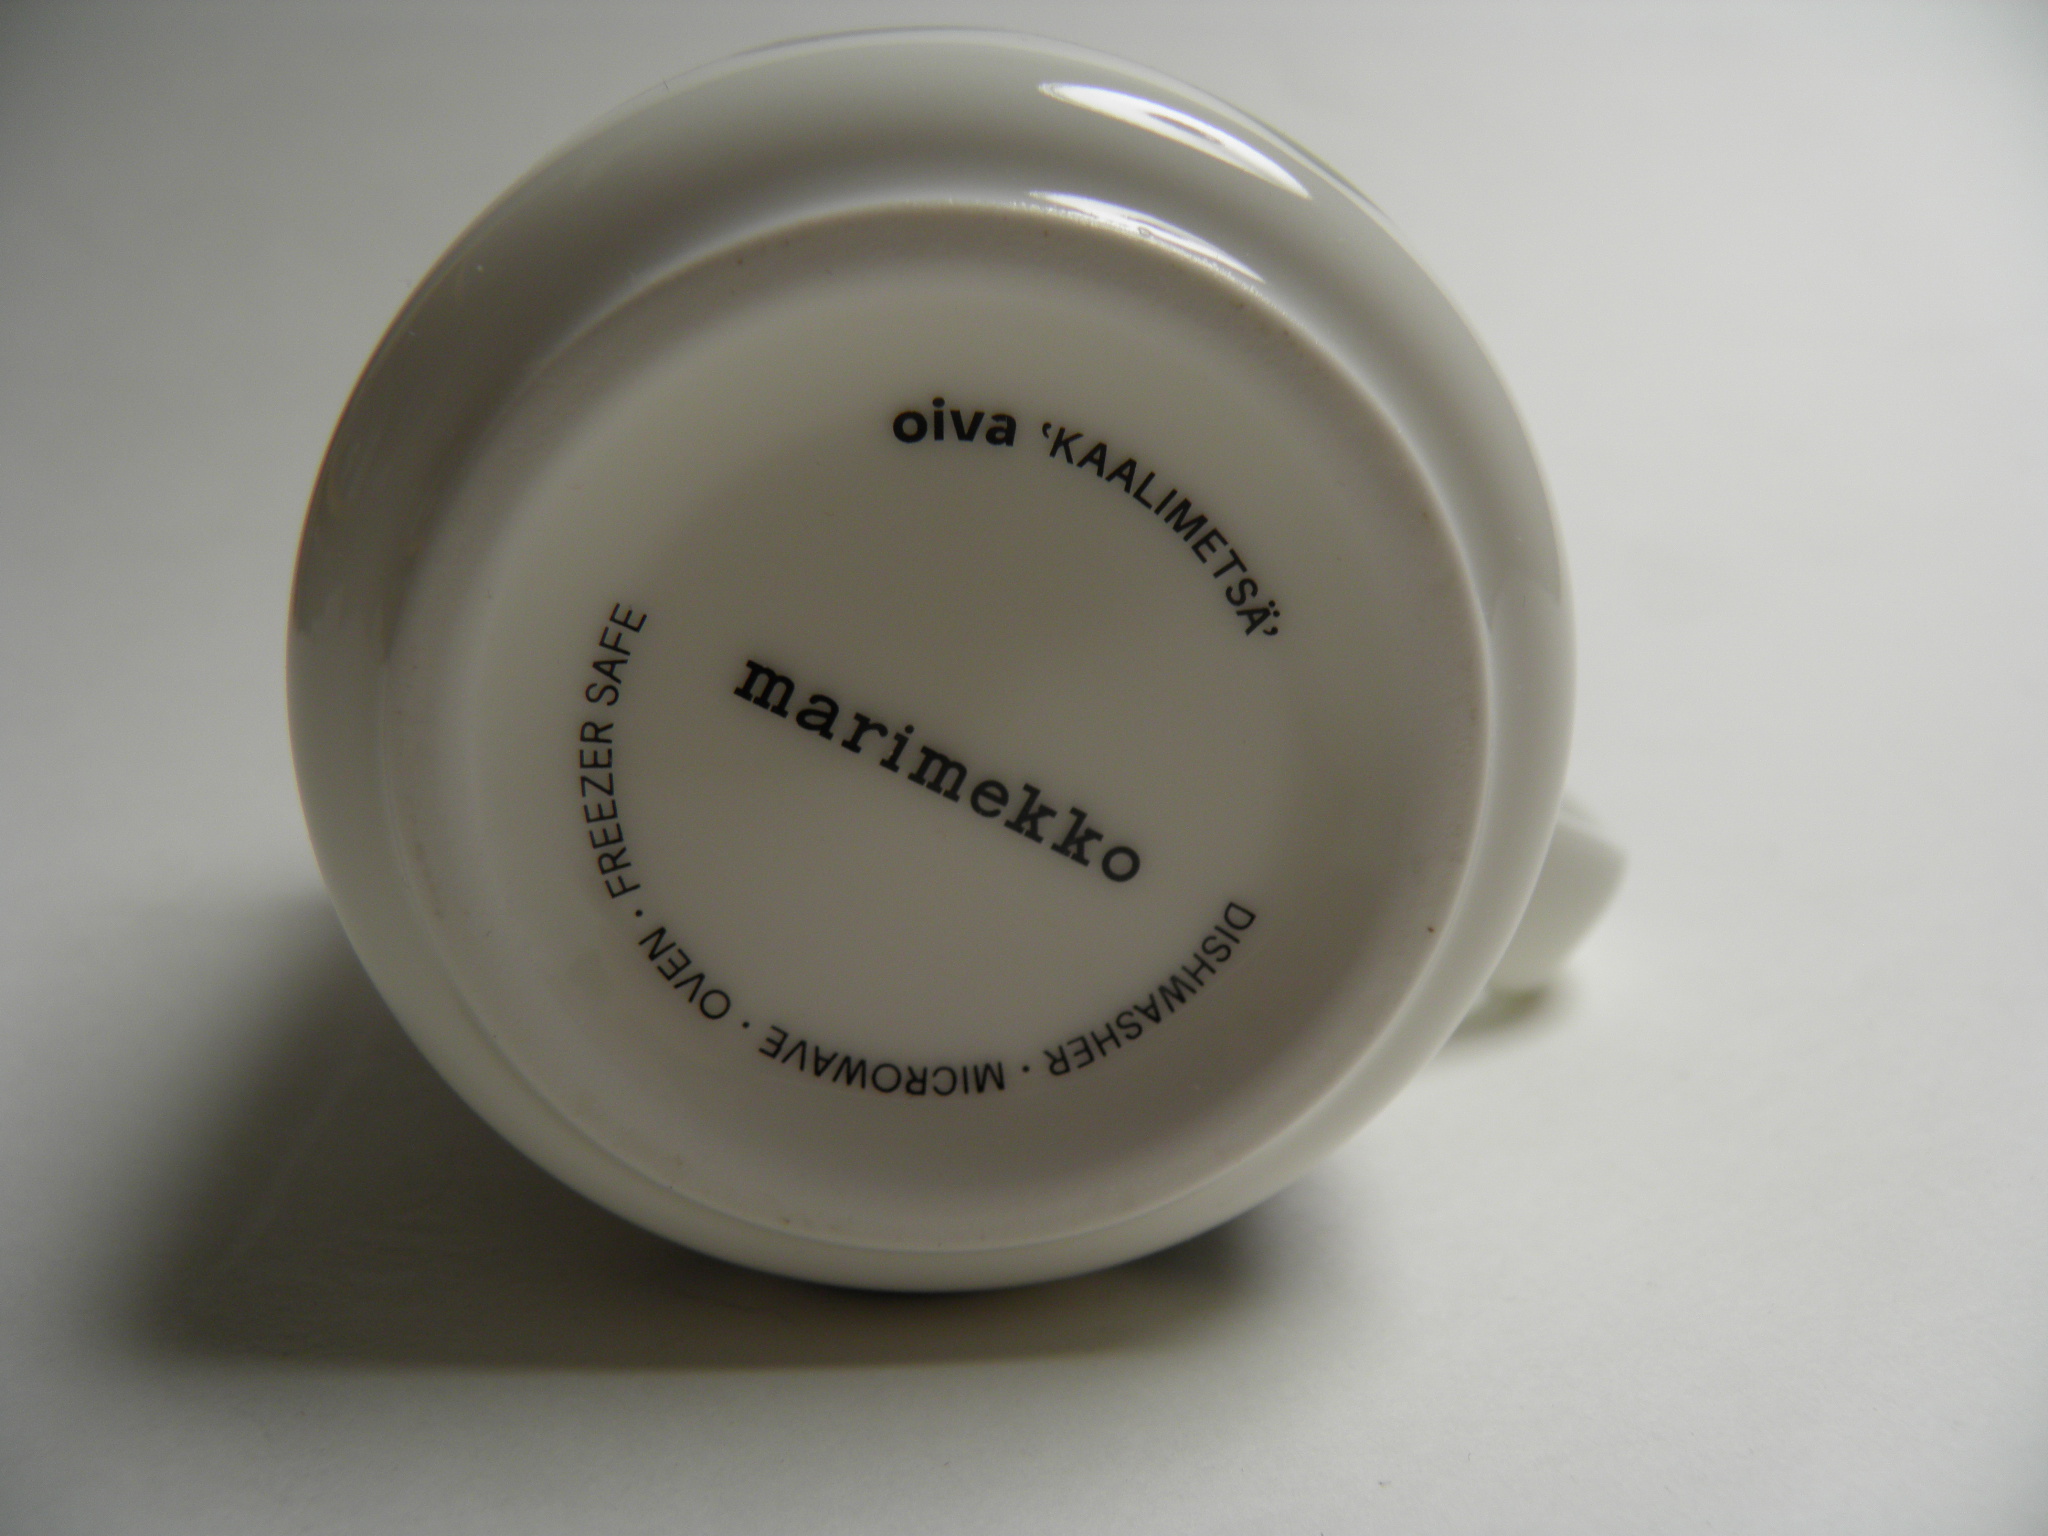 oiva ‘KAALIMETSÄ’
marimekko
DISHWASHER · MICROWAVE · OVEN · FREEZER SAFE